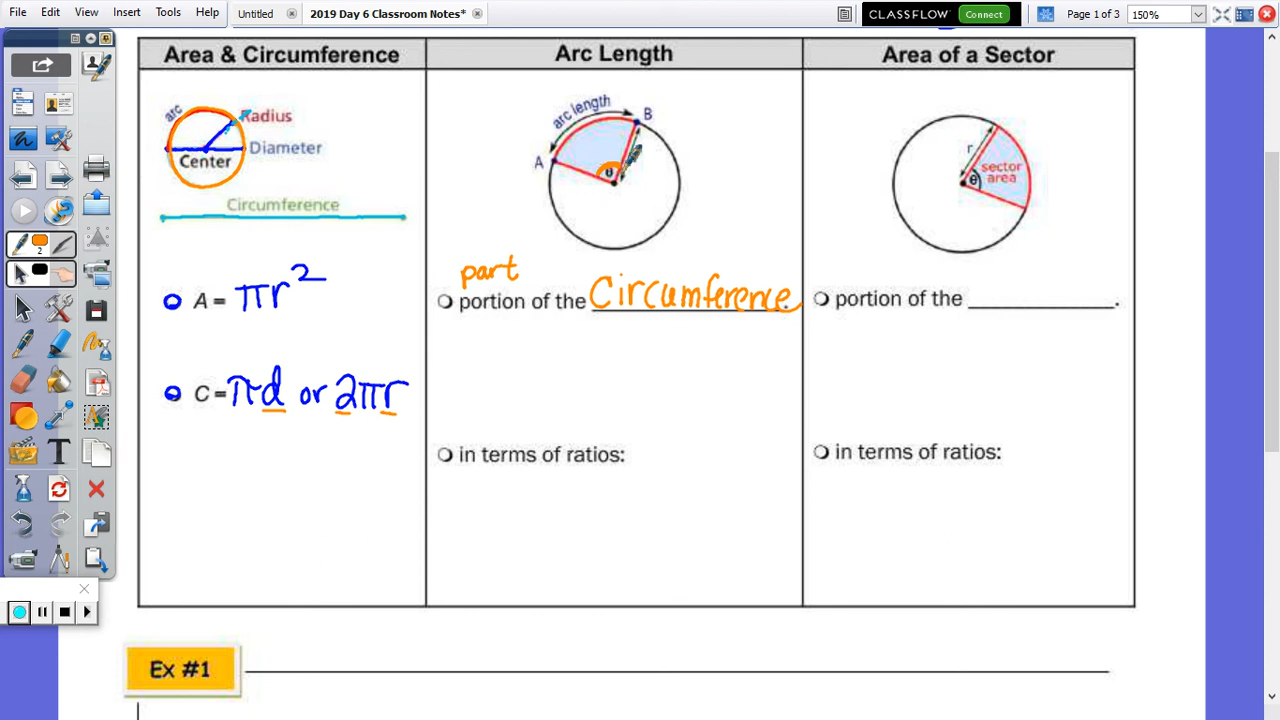 File Edit View Insert Tools Help
Untitled
2019 Day 6 Classroom Notes*
CLASSFLOW Connect
Page 1 of 3
150%
2
Area & Circumference
arc
Radius
Diameter
Center
Circumference
A = πr²
C = πd or 2πr
Arc Length
arc length
A
B
θ
part
portion of the Circumference.
in terms of ratios:
Area of a Sector
r
θ
sector
area
portion of the ______________.
in terms of ratios:
Ex #1